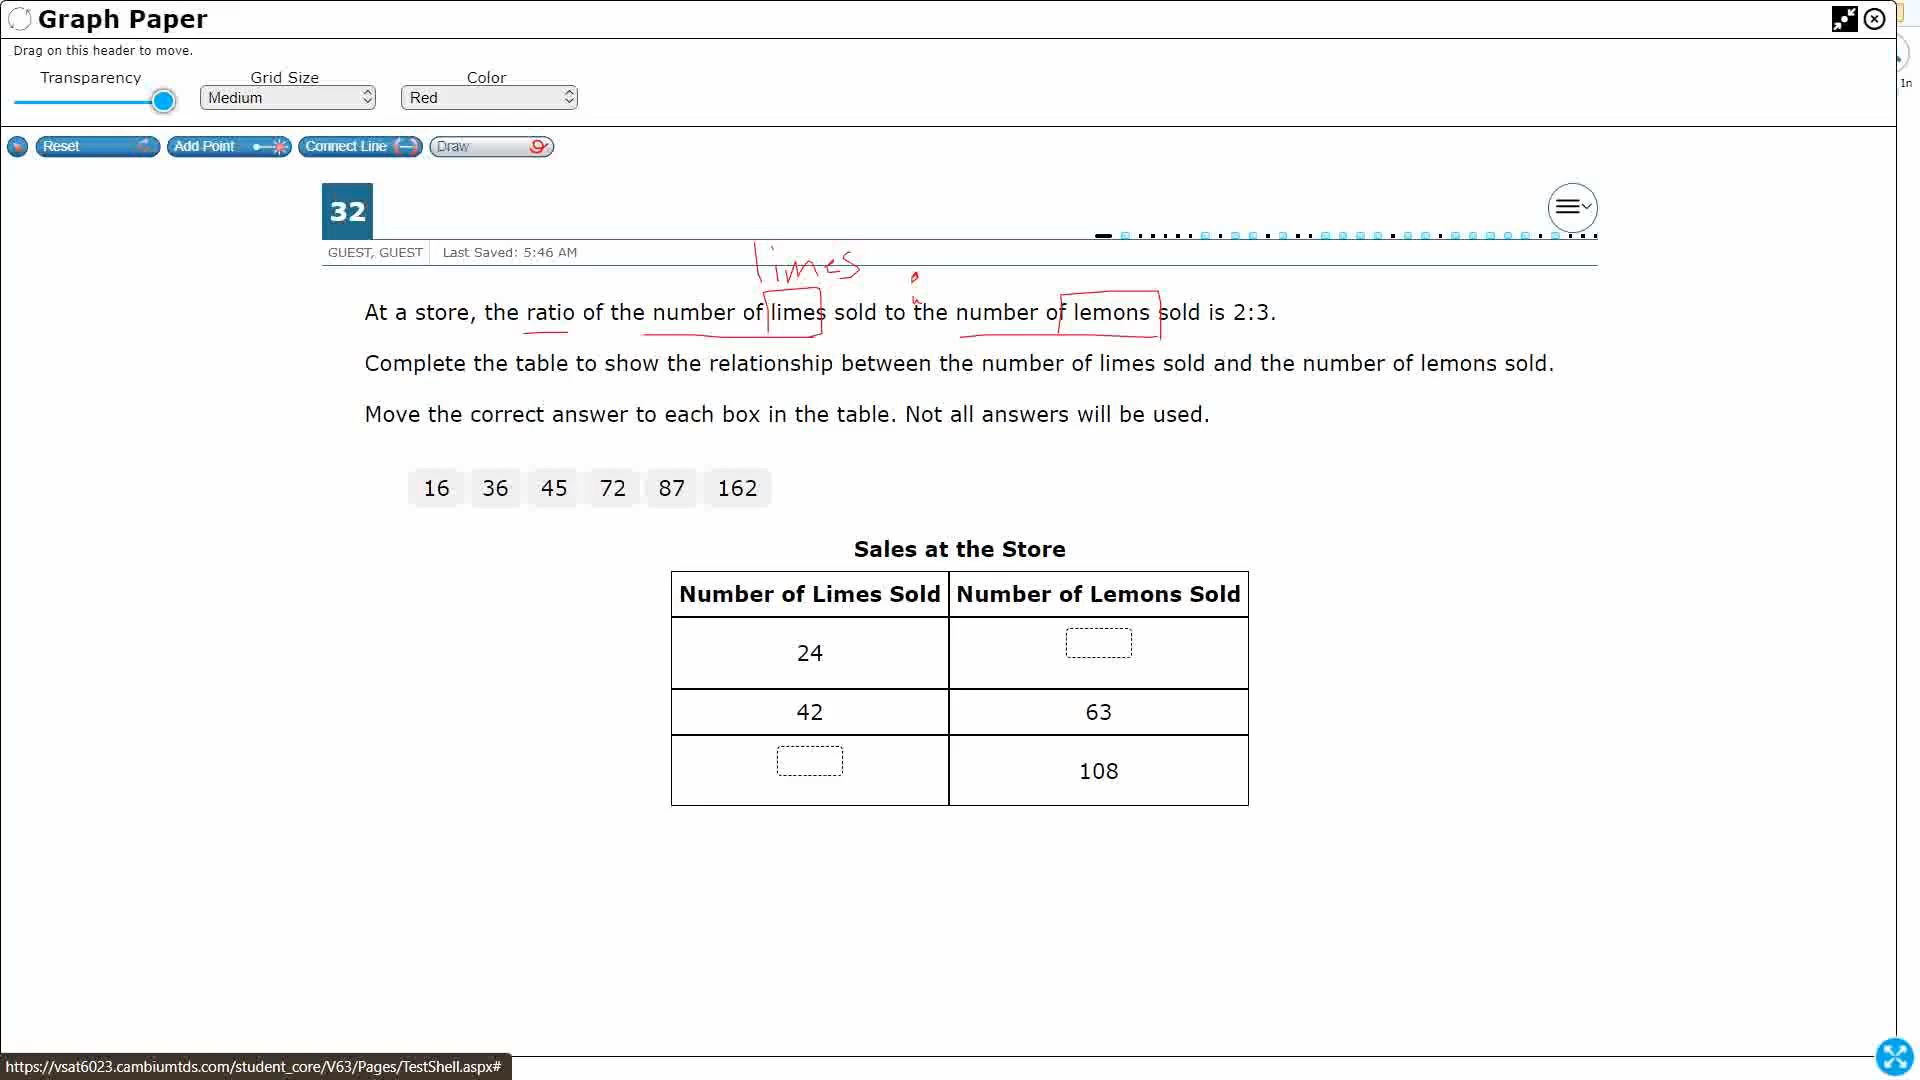 Graph Paper
Drag on this header to move.
Transparency Grid Size Color
Medium Red
Reset Add Point Connect Line Draw
1n
32
GUEST, GUEST Last Saved: 5:46 AM
limes :
At a store, the ratio of the number of limes sold to the number of lemons sold is 2:3.
Complete the table to show the relationship between the number of limes sold and the number of lemons sold.
Move the correct answer to each box in the table. Not all answers will be used.
16 36 45 72 87 162
Sales at the Store
Number of Limes Sold Number of Lemons Sold
24
42 63
108
https://vsat6023.cambiumtds.com/student_core/V63/Pages/TestShell.aspx#